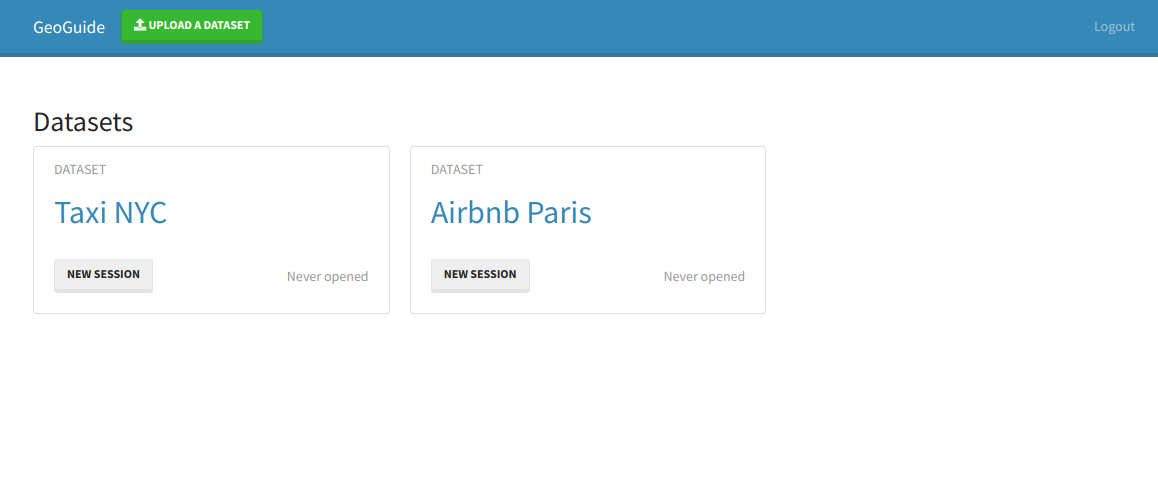 GeoGuide
UPLOAD A DATASET
Logout
Datasets
DATASET
Taxi NYC
NEW SESSION
Never opened
DATASET
Airbnb Paris
NEW SESSION
Never opened